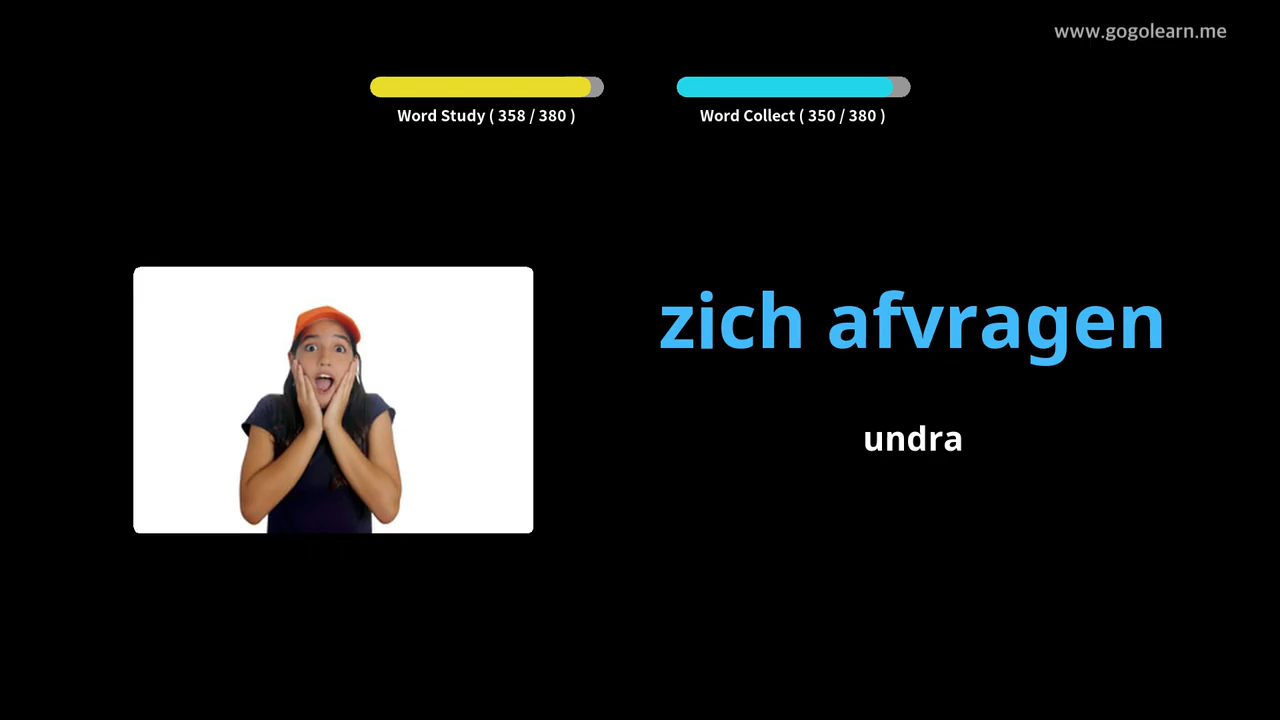 www.gogolearn.me
Word Study ( 358 / 380 )
Word Collect ( 350 / 380 )
zich afvragen
undra